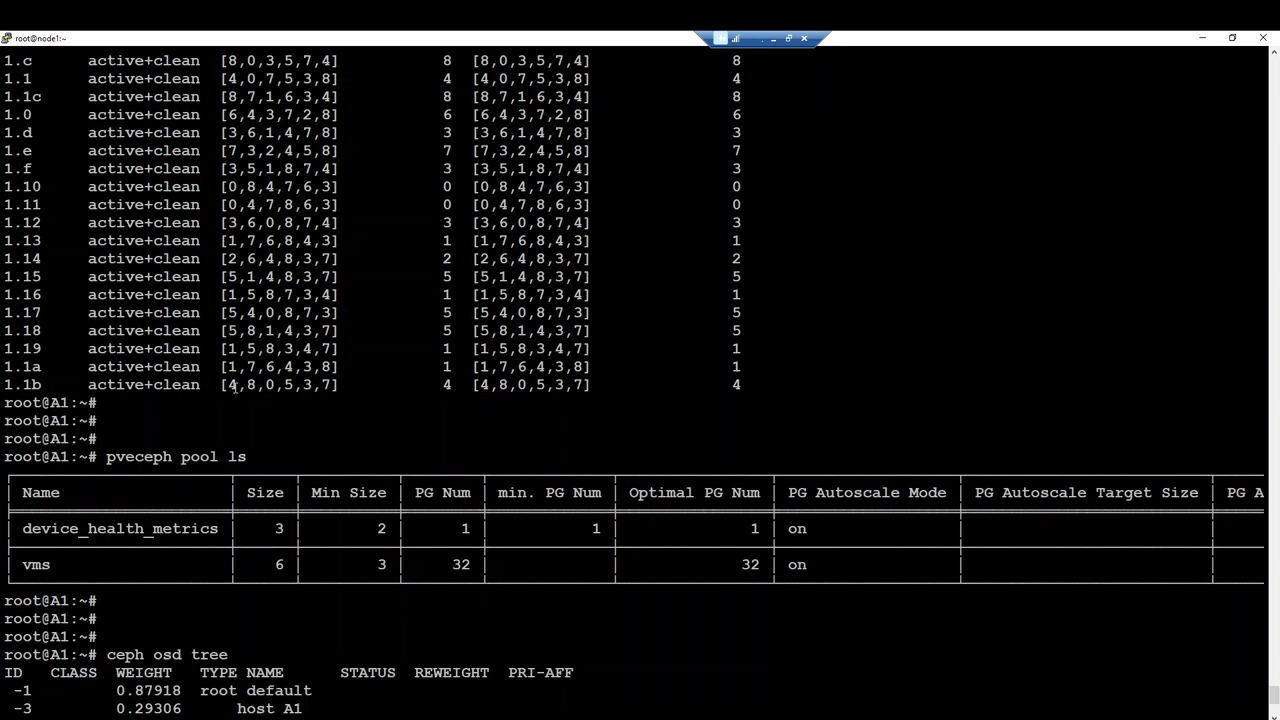 root@node1:~
1.c active+clean [8,0,3,5,7,4] 8 [8,0,3,5,7,4] 8
1.1 active+clean [4,0,7,5,3,8] 4 [4,0,7,5,3,8] 4
1.1c active+clean [8,7,1,6,3,4] 8 [8,7,1,6,3,4] 8
1.0 active+clean [6,4,3,7,2,8] 6 [6,4,3,7,2,8] 6
1.d active+clean [3,6,1,4,7,8] 3 [3,6,1,4,7,8] 3
1.e active+clean [7,3,2,4,5,8] 7 [7,3,2,4,5,8] 7
1.f active+clean [3,5,1,8,7,4] 3 [3,5,1,8,7,4] 3
1.10 active+clean [0,8,4,7,6,3] 0 [0,8,4,7,6,3] 0
1.11 active+clean [0,4,7,8,6,3] 0 [0,4,7,8,6,3] 0
1.12 active+clean [3,6,0,8,7,4] 3 [3,6,0,8,7,4] 3
1.13 active+clean [1,7,6,8,4,3] 1 [1,7,6,8,4,3] 1
1.14 active+clean [2,6,4,8,3,7] 2 [2,6,4,8,3,7] 2
1.15 active+clean [5,1,4,8,3,7] 5 [5,1,4,8,3,7] 5
1.16 active+clean [1,5,8,7,3,4] 1 [1,5,8,7,3,4] 1
1.17 active+clean [5,4,0,8,7,3] 5 [5,4,0,8,7,3] 5
1.18 active+clean [5,8,1,4,3,7] 5 [5,8,1,4,3,7] 5
1.19 active+clean [1,5,8,3,4,7] 1 [1,5,8,3,4,7] 1
1.1a active+clean [1,7,6,4,3,8] 1 [1,7,6,4,3,8] 1
1.1b active+clean [4,8,0,5,3,7] 4 [4,8,0,5,3,7] 4
root@A1:~#
root@A1:~#
root@A1:~#
root@A1:~# pveceph pool ls
Name Size Min Size PG Num min. PG Num Optimal PG Num PG Autoscale Mode PG Autoscale Target Size PG A
device_health_metrics 3 2 1 1 1 on
vms 6 3 32 32 on
root@A1:~#
root@A1:~#
root@A1:~#
root@A1:~# ceph osd tree
ID CLASS WEIGHT TYPE NAME STATUS REWEIGHT PRI-AFF
-1 0.87918 root default
-3 0.29306 host A1